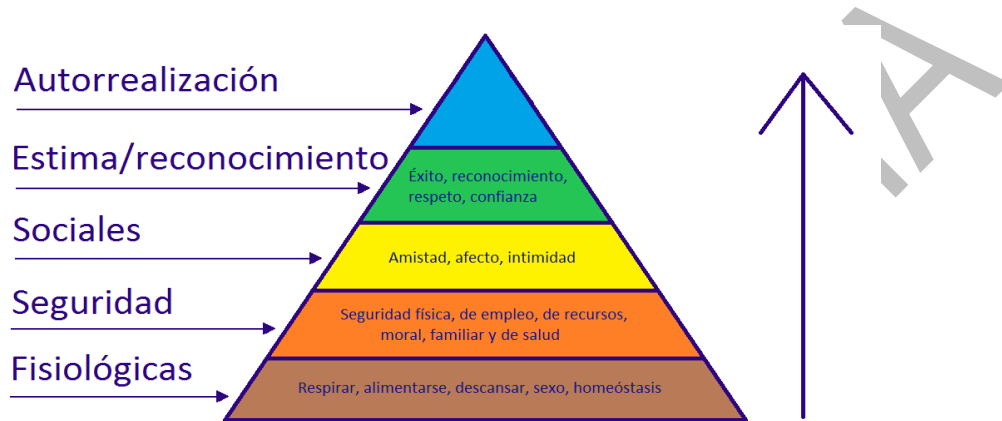 Autorrealización
Estima/reconocimiento
Éxito, reconocimiento,
respeto, confianza
Sociales
Amistad, afecto, intimidad
Seguridad
Seguridad física, de empleo, de recursos,
moral, familiar y de salud
Fisiológicas
Respirar, alimentarse, descansar, sexo, homeóstasis
A